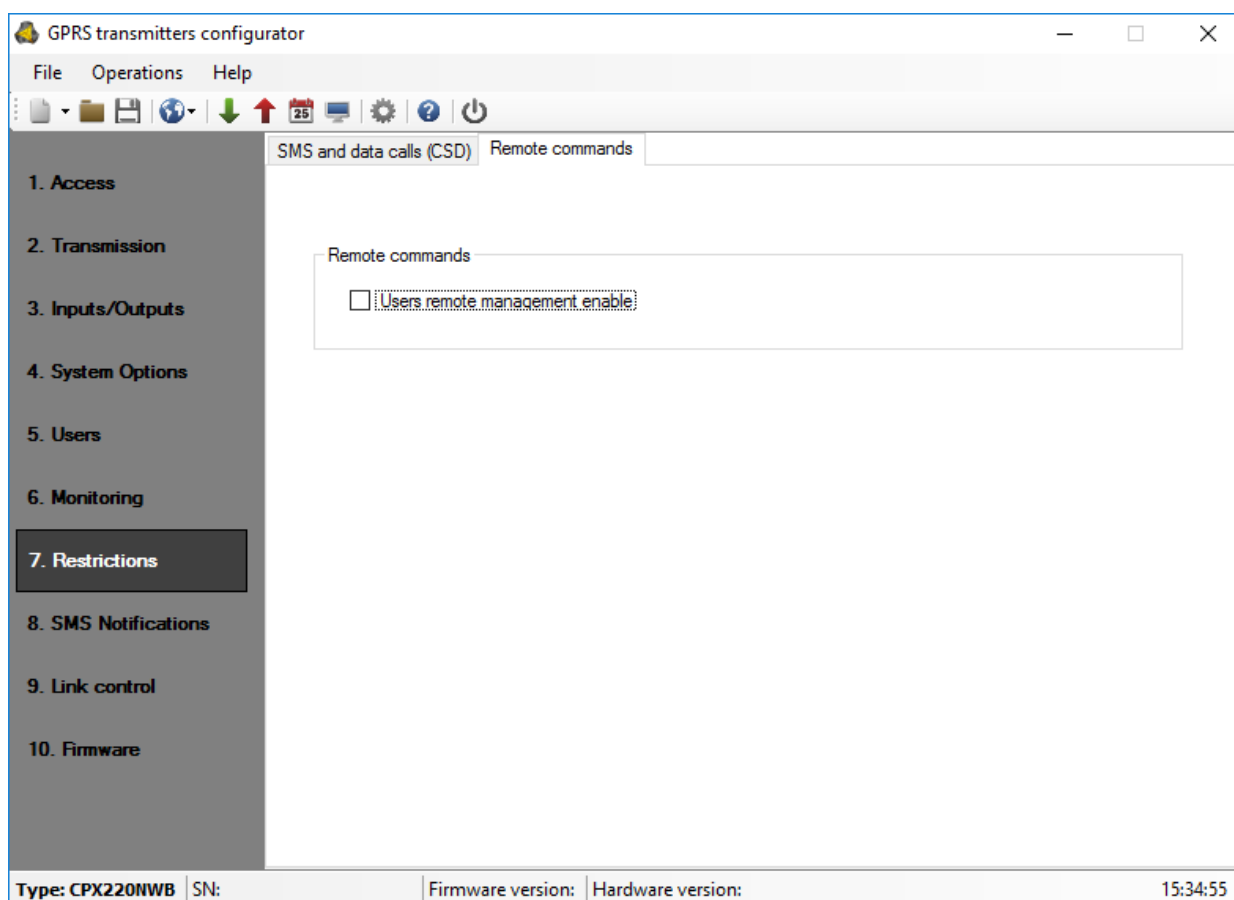 GPRS transmitters configurator
File Operations Help
25
SMS and data calls (CSD) Remote commands
1. Access
2. Transmission
Remote commands
Users remote management enable
3. Inputs/Outputs
4. System Options
5. Users
6. Monitoring
7. Restrictions
8. SMS Notifications
9. Link control
10. Firmware
Type: CPX220NWB SN: Firmware version: Hardware version: 15:34:55